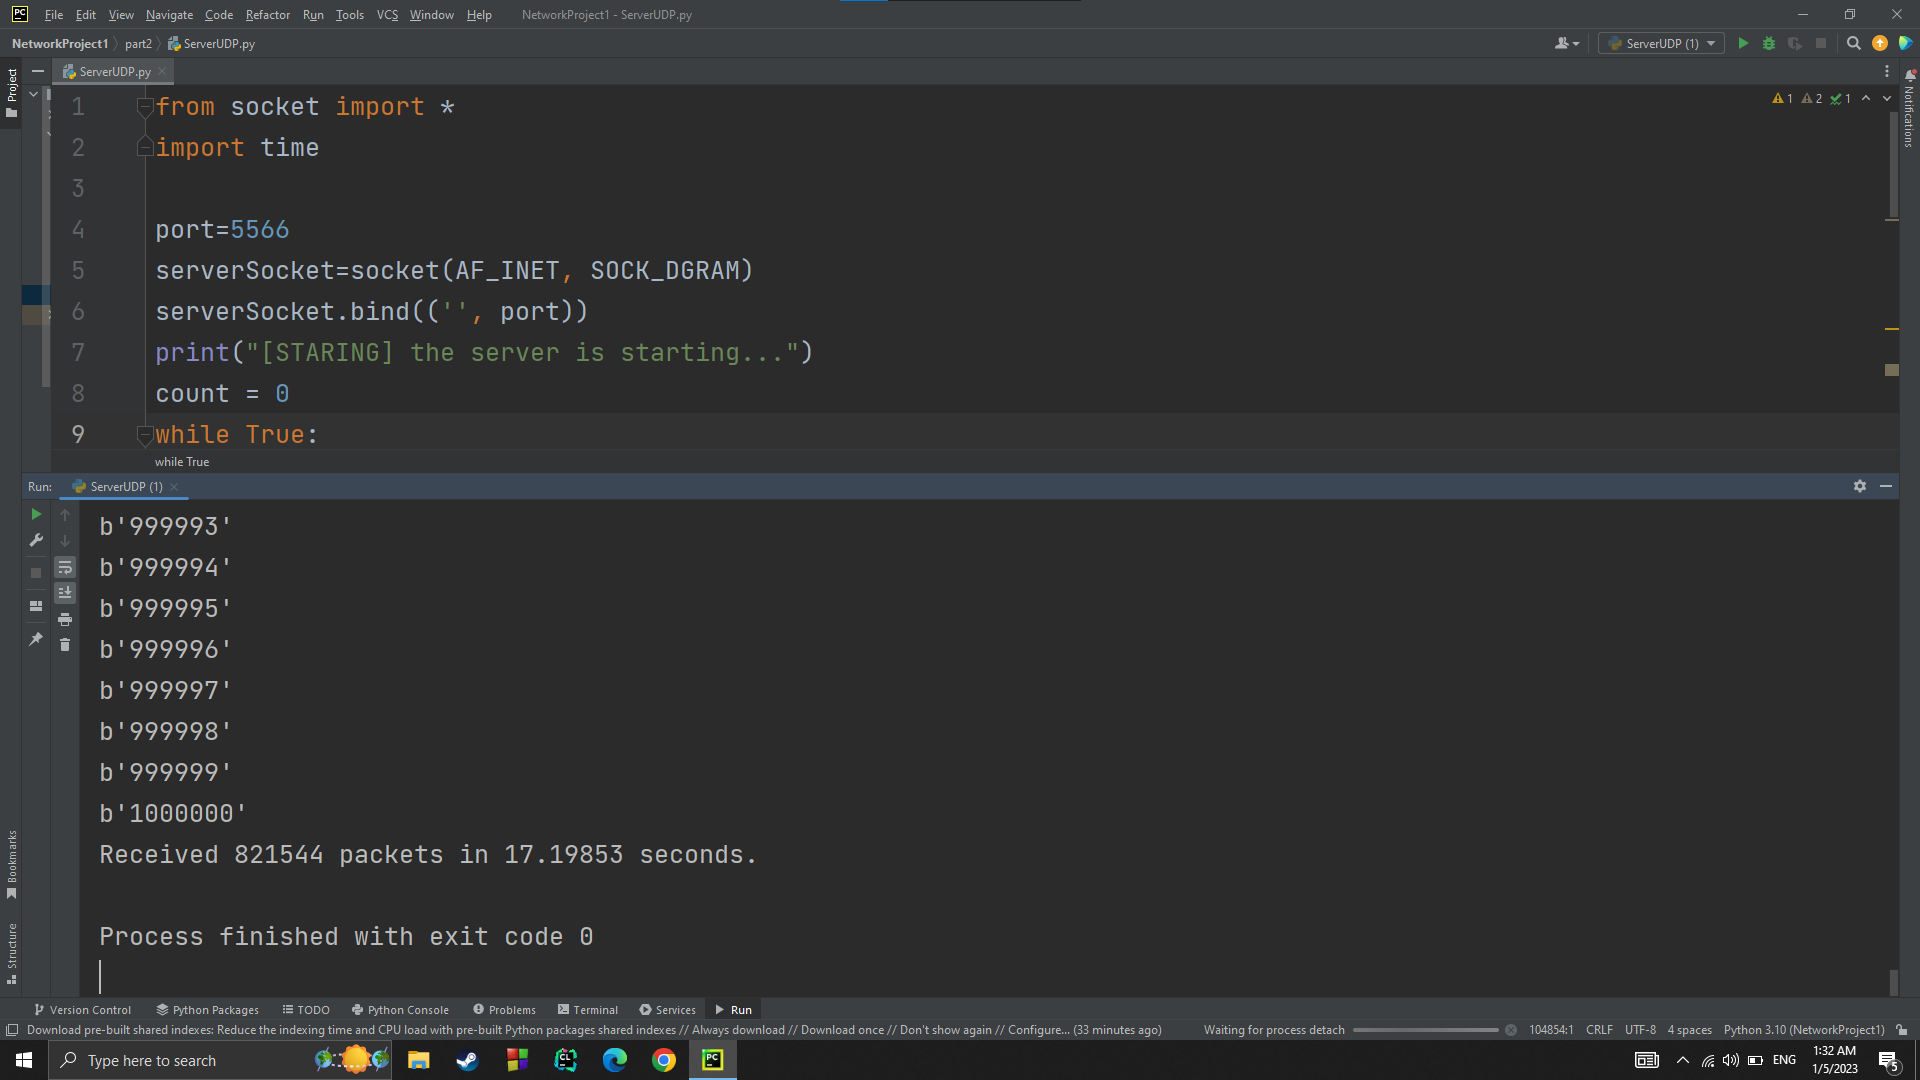 PC File Edit View Navigate Code Refactor Run Tools VCS Window Help NetworkProject1 - ServerUDP.py
NetworkProject1 part2 ServerUDP.py ServerUDP (1)
Project
ServerUDP.py
Notifications
1 2 1
1 from socket import *
2 import time
3
4 port=5566
5 serverSocket=socket(AF_INET, SOCK_DGRAM)
6 serverSocket.bind(('', port))
7 print("[STARING] the server is starting...")
8 count = 0
9 while True:
while True
Run: ServerUDP (1)
b'999993'
b'999994'
b'999995'
b'999996'
b'999997'
b'999998'
b'999999'
b'1000000'
Received 821544 packets in 17.19853 seconds.
Process finished with exit code 0
Bookmarks
Structure
Version Control Python Packages TODO Python Console Problems Terminal Services Run
Download pre-built shared indexes: Reduce the indexing time and CPU load with pre-built Python packages shared indexes // Always download // Download once // Don't show again // Configure... (33 minutes ago) Waiting for process detach 104854:1 CRLF UTF-8 4 spaces Python 3.10 (NetworkProject1)
Type here to search CL PC ENG 1:32 AM
1/5/2023 5